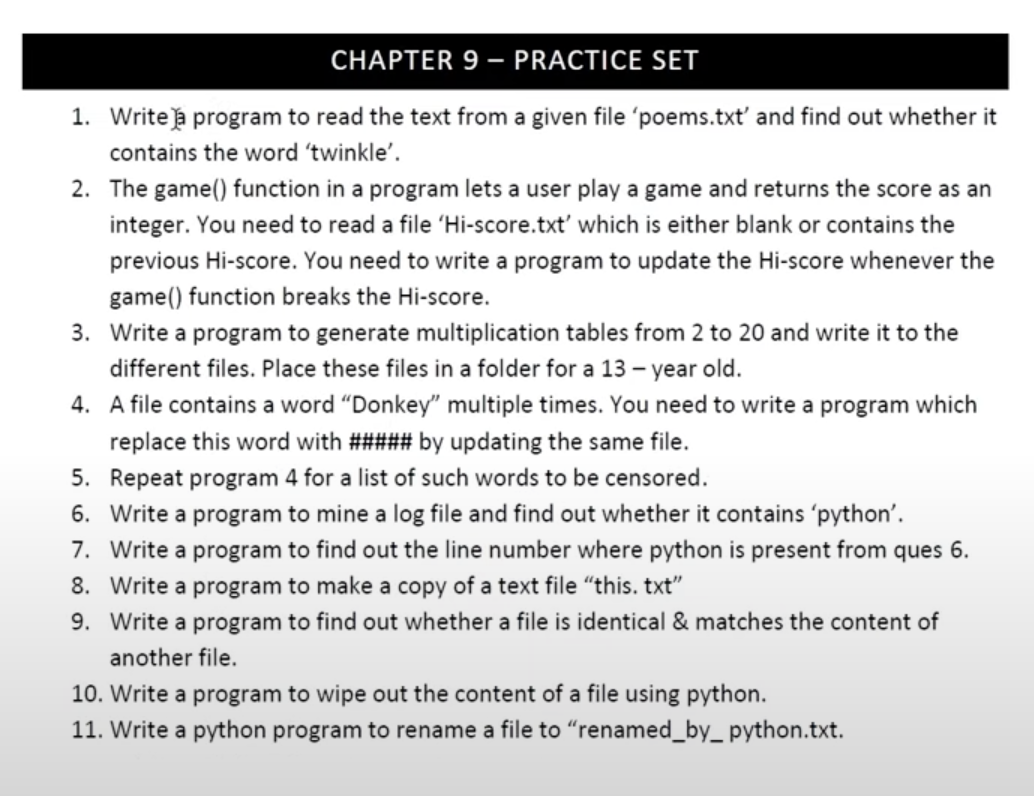 CHAPTER 9 – PRACTICE SET
1. Write a program to read the text from a given file ‘poems.txt’ and find out whether it
contains the word ‘twinkle’.
2. The game() function in a program lets a user play a game and returns the score as an
integer. You need to read a file ‘Hi-score.txt’ which is either blank or contains the
previous Hi-score. You need to write a program to update the Hi-score whenever the
game() function breaks the Hi-score.
3. Write a program to generate multiplication tables from 2 to 20 and write it to the
different files. Place these files in a folder for a 13 – year old.
4. A file contains a word “Donkey” multiple times. You need to write a program which
replace this word with ##### by updating the same file.
5. Repeat program 4 for a list of such words to be censored.
6. Write a program to mine a log file and find out whether it contains ‘python’.
7. Write a program to find out the line number where python is present from ques 6.
8. Write a program to make a copy of a text file “this. txt”
9. Write a program to find out whether a file is identical & matches the content of
another file.
10. Write a program to wipe out the content of a file using python.
11. Write a python program to rename a file to “renamed_by_ python.txt.